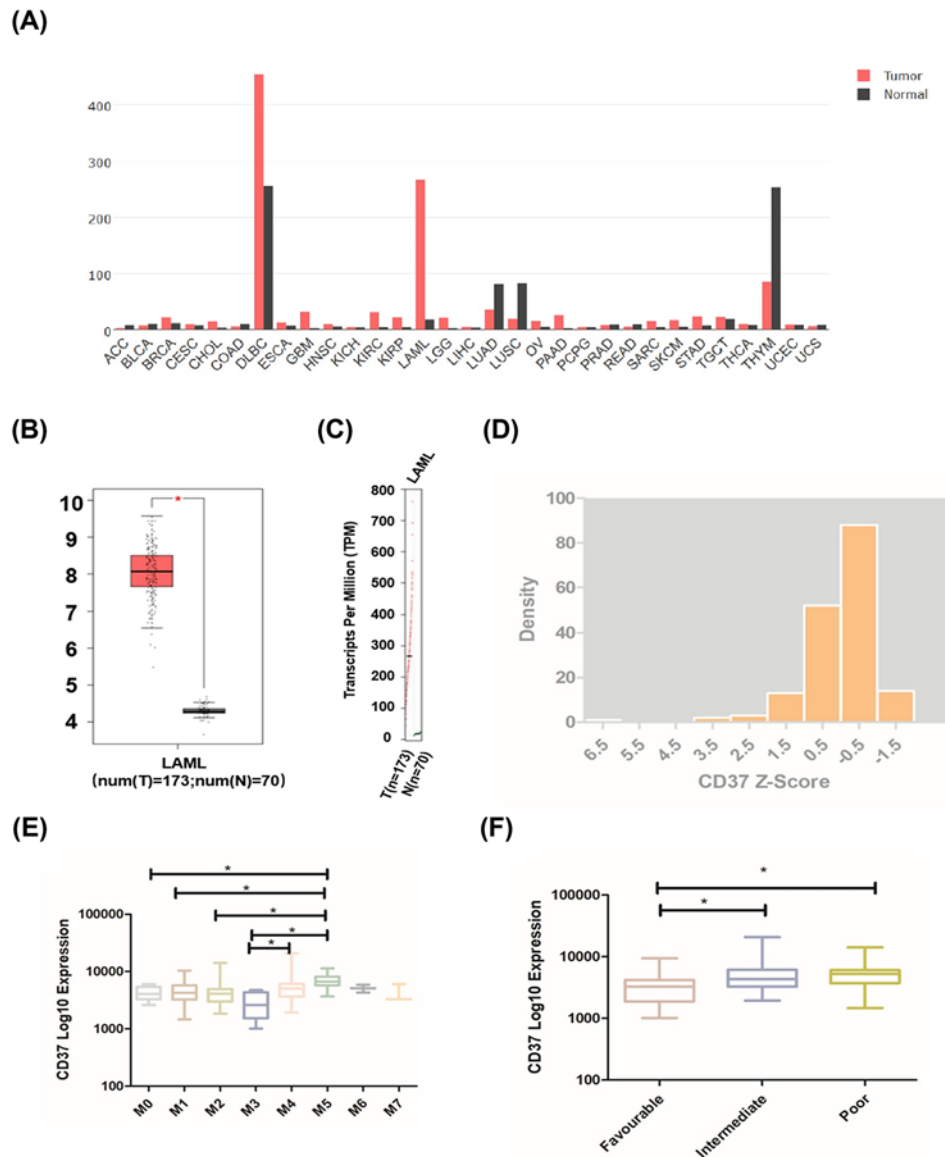 (A)
Tumor
Normal
400
300
200
100
0
ACC BLCA BRCA CESC CHOL COAD DLBC ESCA GBM HNSC KICH KIRC KIRP LAML LGG LIHC LUAD LUSC OV PAAD PCPG PRAD READ SARC SKCM STAD TGCT THCA THYM UCEC UCS
(B)
*
10
9
8
7
6
5
4
LAML
(num(T)=173;num(N)=70)
(C)
LAML
Transcripts Per Million (TPM)
800
700
600
500
400
300
200
100
0
T(n=173)
N(n=70)
(D)
Density
100
80
60
40
20
0
6.5 5.5 4.5 3.5 2.5 1.5 0.5 -0.5 -1.5
CD37 Z-Score
(E)
*
*
*
*
*
CD37 Log10 Expression
100000
10000
1000
100
M0 M1 M2 M3 M4 M5 M6 M7
(F)
*
*
CD37 Log10 Expression
100000
10000
1000
100
Favourable Intermediate Poor